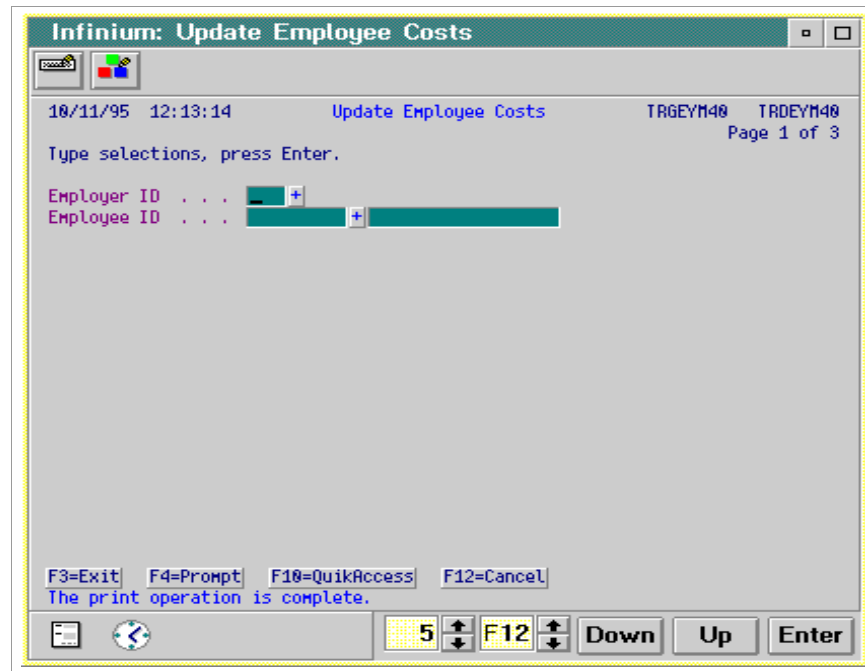 Infinium: Update Employee Costs
10/11/95 12:13:14 Update Employee Costs TRGEYM40 TRDEYM40
Page 1 of 3
Type selections, press Enter.
Employer ID . . . +
Employee ID . . . +
F3=Exit F4=Prompt F10=QuikAccess F12=Cancel
The print operation is complete.
5 F12 Down Up Enter